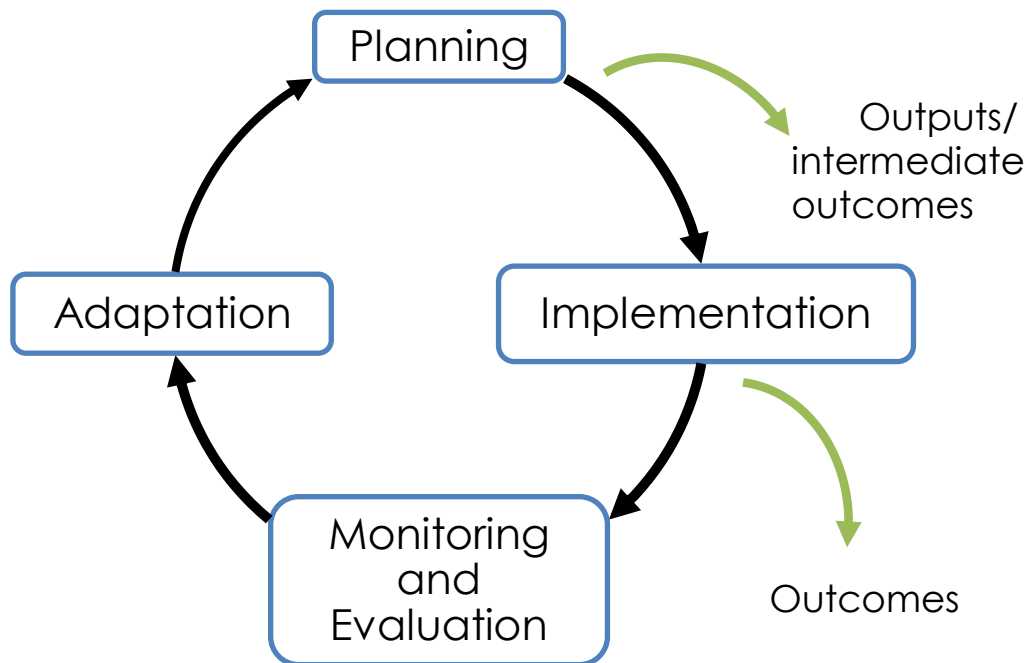 Planning
Outputs/
intermediate
outcomes
Adaptation
Implementation
Monitoring
and
Evaluation
Outcomes